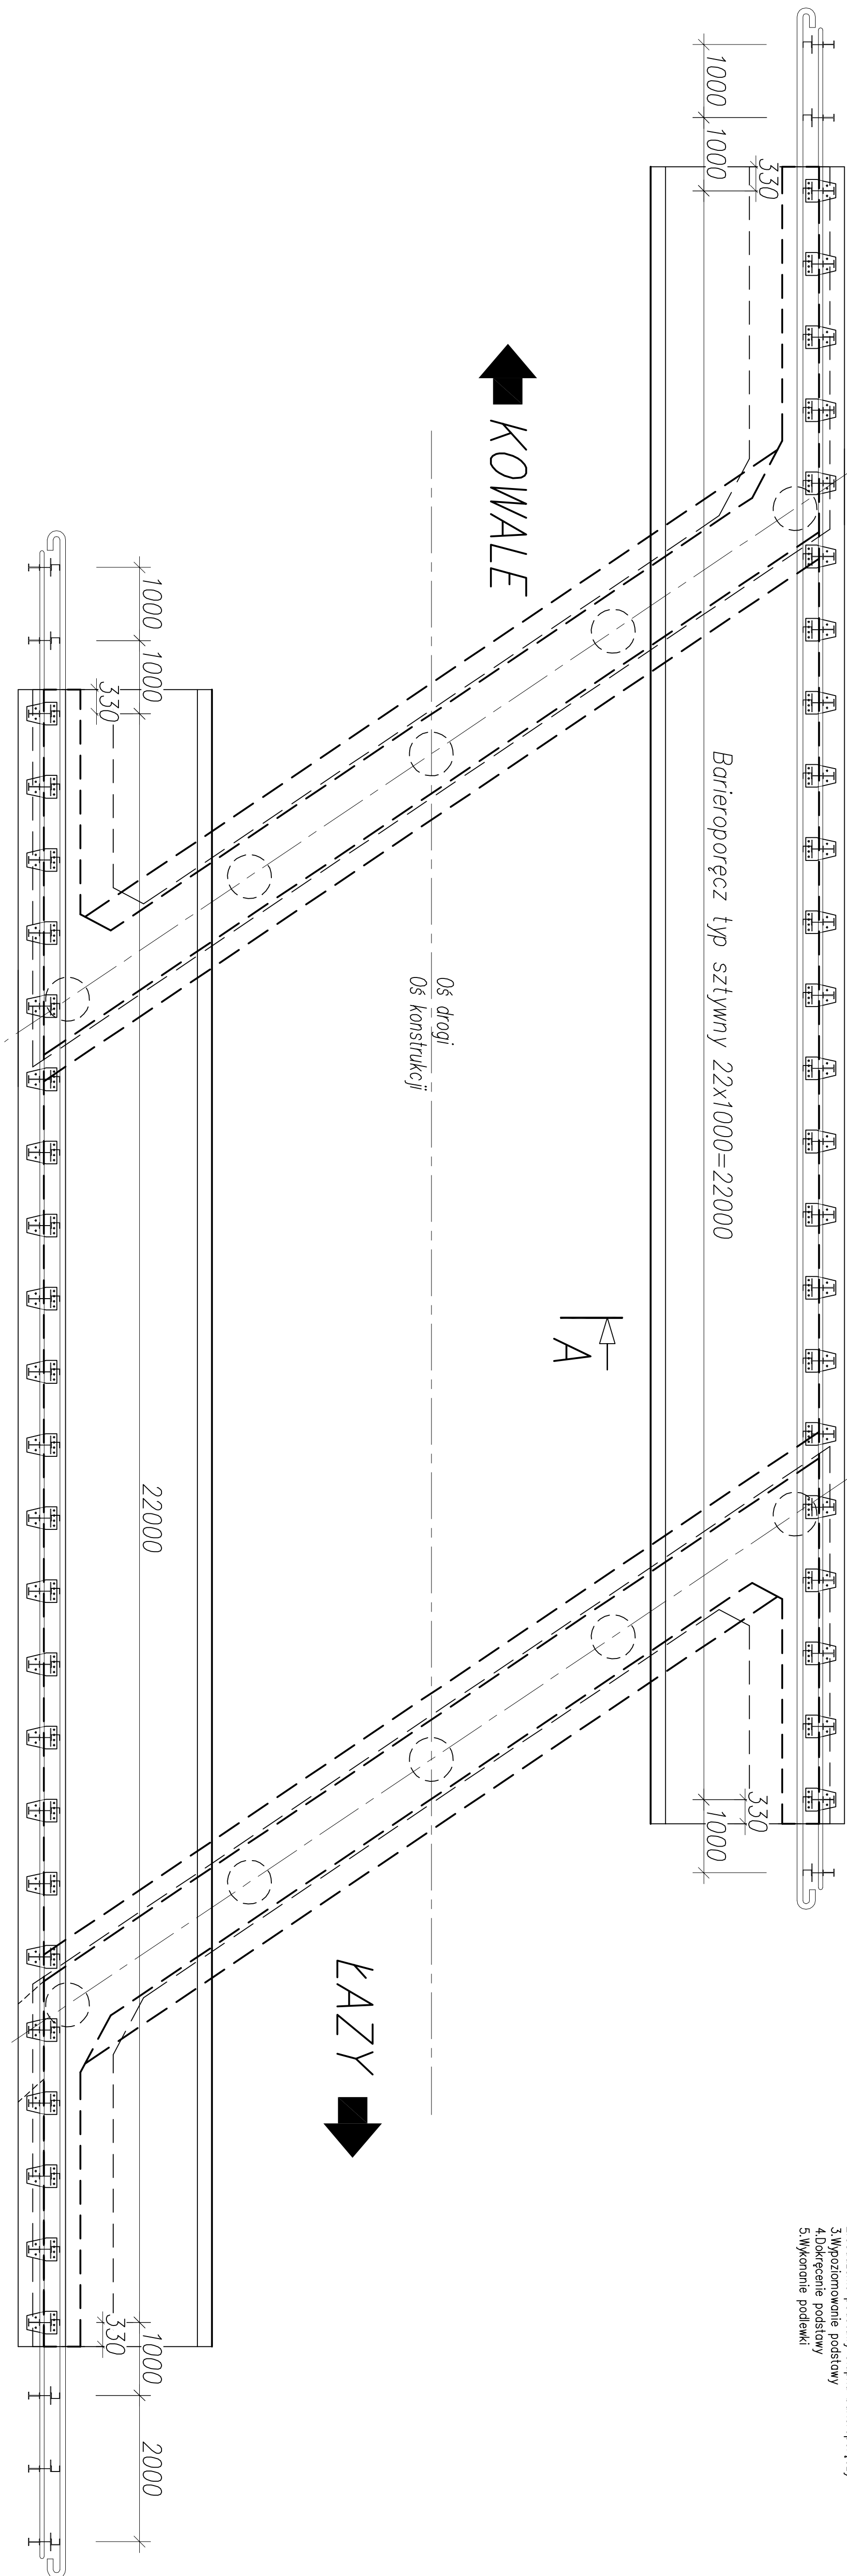 1000
1000
330
KOWALE
Barieroporęcz typ sztywny 22x1000=22000
1000
1000
330
Oś drogi
Oś konstrukcji
A
22000
330
1000
ŁAZY
3.Wypoziomowanie podstawy
4.Dokręcenie podstawy
5.Wykonanie podlewki
330
1000
2000